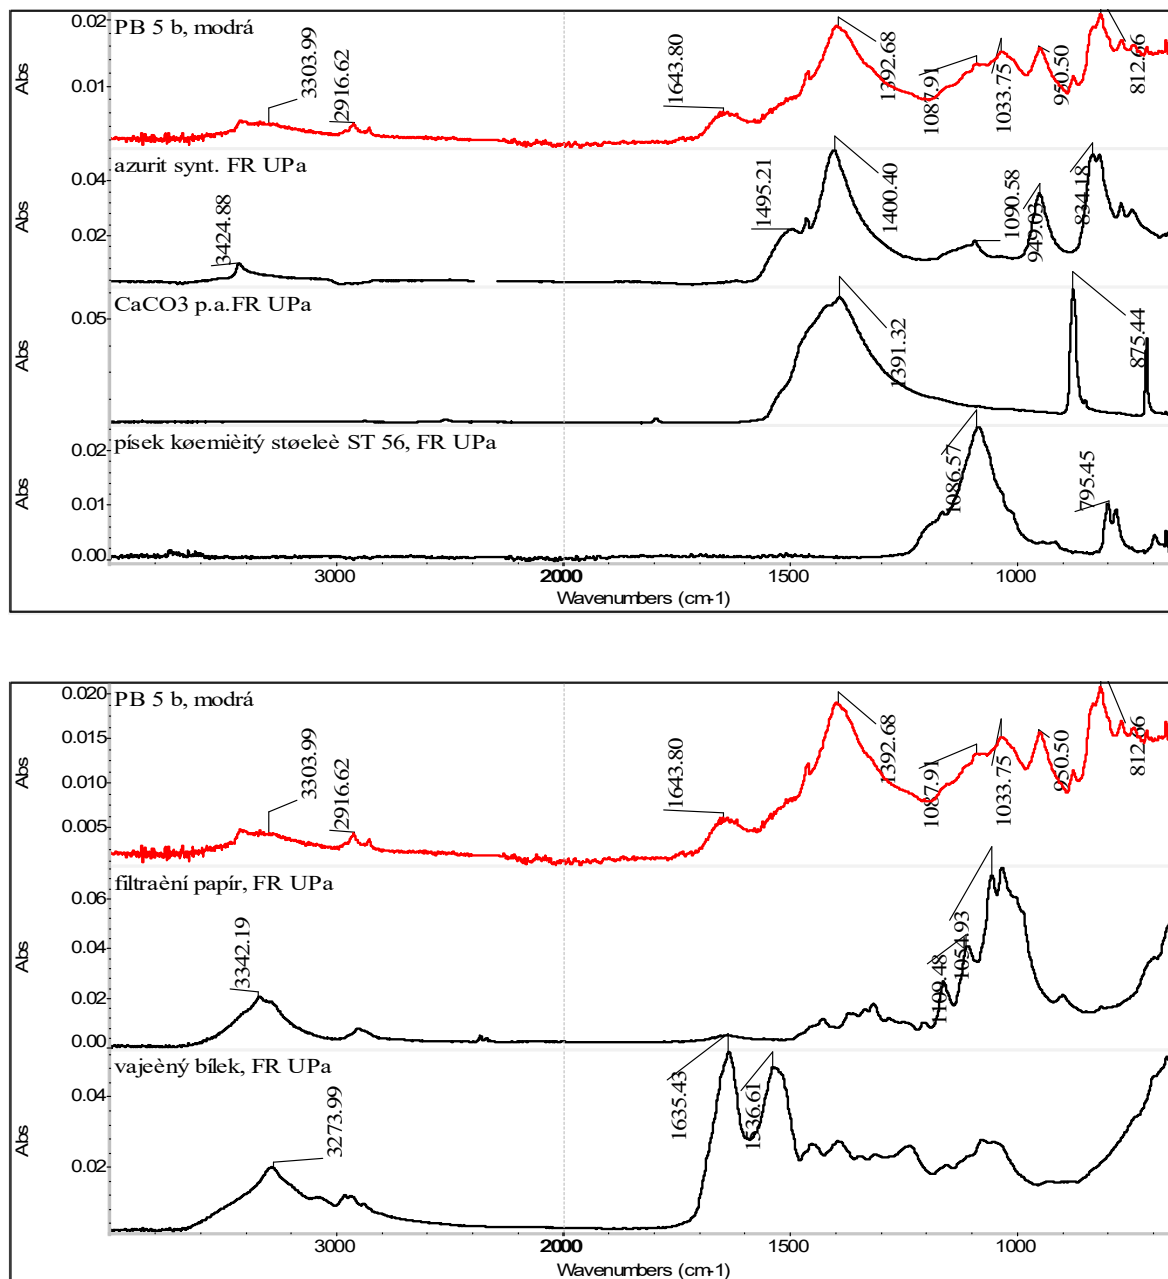 PB 5 b, modrá
0.02
0.01
Abs
3303.99
2916.62
1643.80
1392.68
1087.91
1033.75
950.50
812.66
azurit synt. FR UPa
0.04
0.02
Abs
3424.88
1495.21
1400.40
1090.58
949.03
834.18
CaCO3 p.a.FR UPa
0.05
Abs
1391.32
875.44
písek køemièitý støeleè ST 56, FR UPa
0.02
0.01
0.00
Abs
1086.57
795.45
3000 2000 1500 1000
Wavenumbers (cm-1)
PB 5 b, modrá
0.020
0.015
0.010
0.005
Abs
3303.99
2916.62
1643.80
1392.68
1087.91
1033.75
950.50
812.66
filtraèní papír, FR UPa
0.06
0.04
0.02
0.00
Abs
3342.19
1109.48
1054.93
vajeèný bílek, FR UPa
0.04
0.02
Abs
3273.99
1635.43
1536.61
3000 2000 1500 1000
Wavenumbers (cm-1)